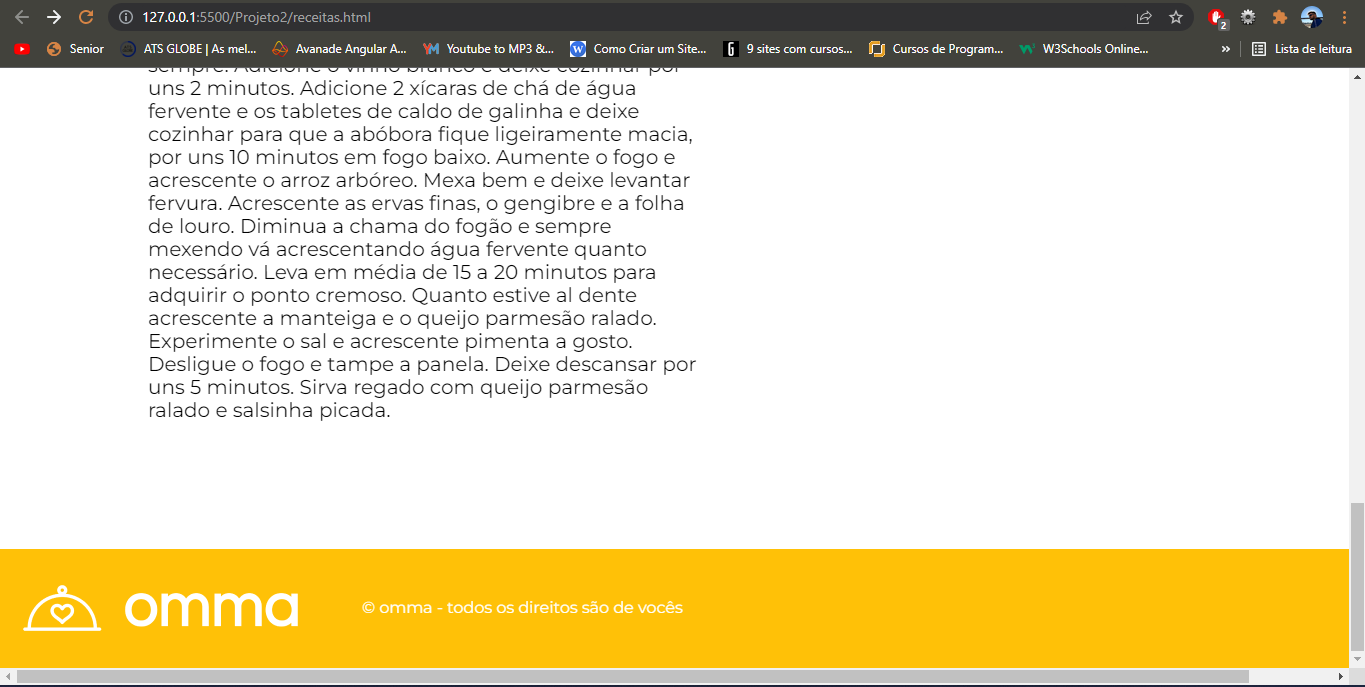 127.0.0.1:5500/Projeto2/receitas.html
2
Senior
ATS GLOBE | As mel...
Avanade Angular A...
Youtube to MP3 &...
Como Criar um Site...
9 sites com cursos...
Cursos de Program...
W3Schools Online...
»
Lista de leitura
sempre. Adicione o vinho branco e deixe cozinhar por
uns 2 minutos. Adicione 2 xícaras de chá de água
fervente e os tabletes de caldo de galinha e deixe
cozinhar para que a abóbora fique ligeiramente macia,
por uns 10 minutos em fogo baixo. Aumente o fogo e
acrescente o arroz arbóreo. Mexa bem e deixe levantar
fervura. Acrescente as ervas finas, o gengibre e a folha
de louro. Diminua a chama do fogão e sempre
mexendo vá acrescentando água fervente quanto
necessário. Leva em média de 15 a 20 minutos para
adquirir o ponto cremoso. Quanto estive al dente
acrescente a manteiga e o queijo parmesão ralado.
Experimente o sal e acrescente pimenta a gosto.
Desligue o fogo e tampe a panela. Deixe descansar por
uns 5 minutos. Sirva regado com queijo parmesão
ralado e salsinha picada.
omma
© omma - todos os direitos são de vocês